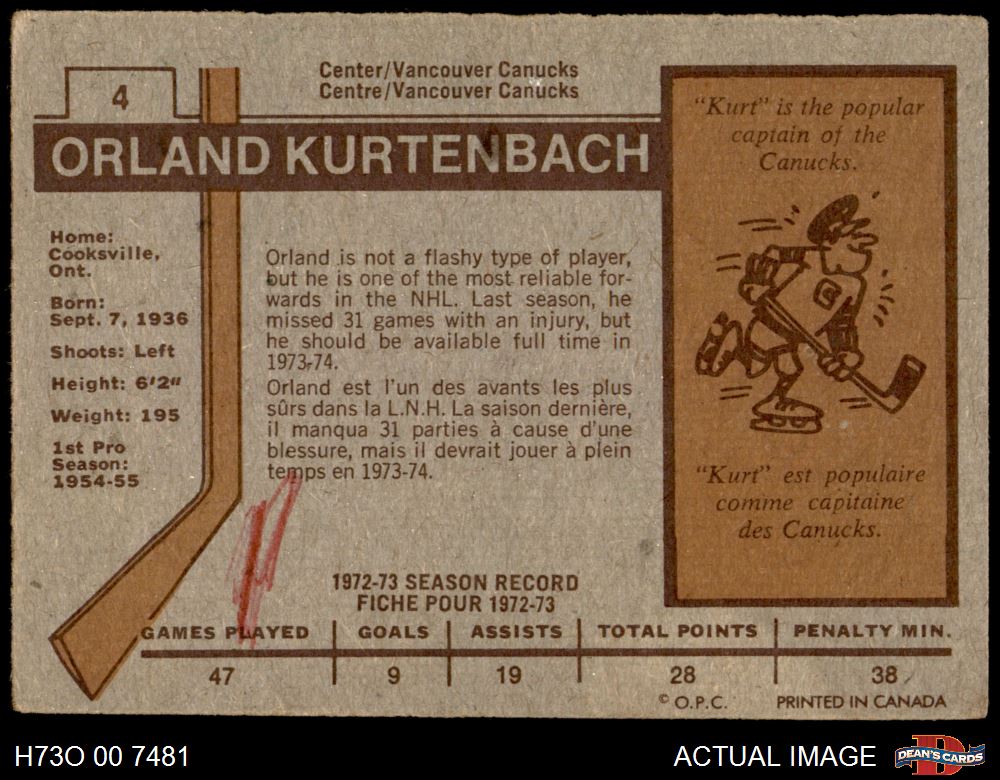 4
Center/Vancouver Canucks
Centre/Vancouver Canucks
ORLAND KURTENBACH
Home:
Cooksville,
Ont.
Born:
Sept. 7, 1936
Shoots: Left
Height: 6'2"
Weight: 195
1st Pro
Season:
1954-55
Orland is not a flashy type of player,
but he is one of the most reliable for-
wards in the NHL. Last season, he
missed 31 games with an injury, but
he should be available full time in
1973-74.
Orland est l'un des avants les plus
sûrs dans la L.N.H. La saison dernière,
il manqua 31 parties à cause d'une
blessure, mais il devrait jouer à plein
temps en 1973-74.
"Kurt" is the popular
captain of the
Canucks.
C
"Kurt" est populaire
comme capitaine
des Canucks.
1972-73 SEASON RECORD
FICHE POUR 1972-73
GAMES PLAYED GOALS ASSISTS TOTAL POINTS PENALTY MIN.
47 9 19 28 38
© O.P.C. PRINTED IN CANADA
H73O 00 7481
ACTUAL IMAGE
D
DEAN'S CARDS